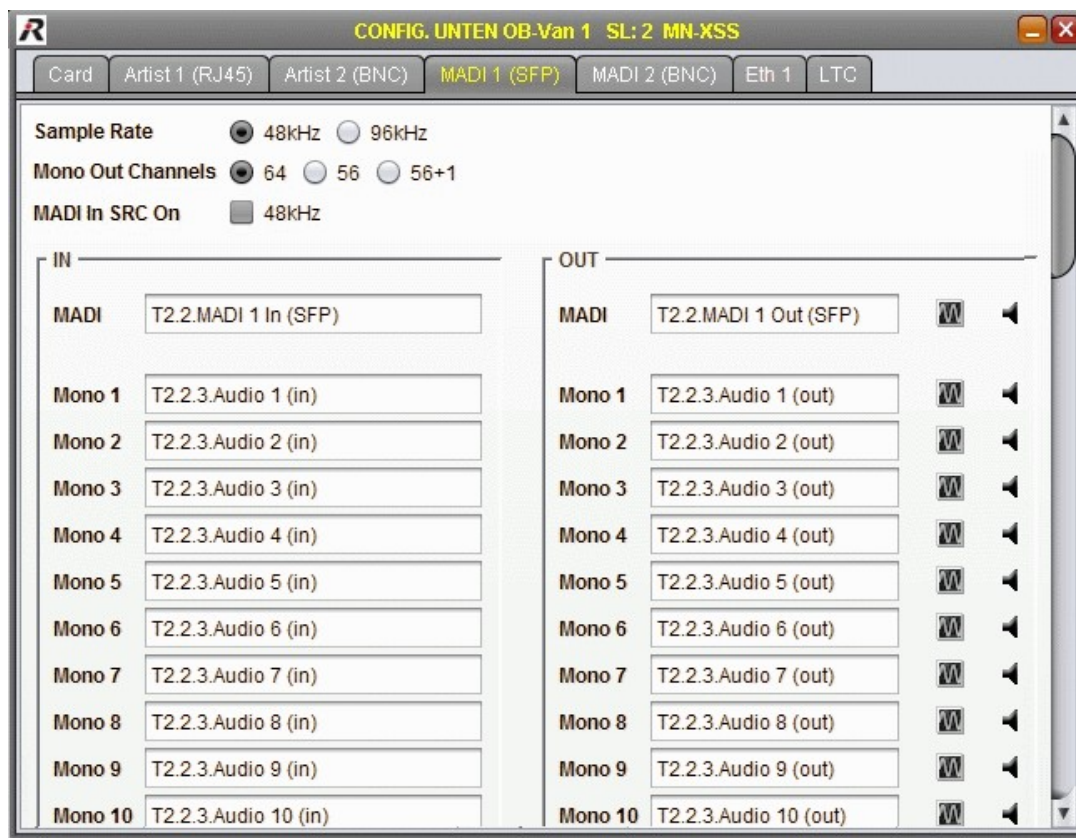 CONFIG. UNTEN OB-Van 1 SL: 2 MN-XSS
Card Artist 1 (RJ45) Artist 2 (BNC) MADI 1 (SFP) MADI 2 (BNC) Eth 1 LTC
Sample Rate 48kHz 96kHz
Mono Out Channels 64 56 56+1
MADI In SRC On 48kHz
IN OUT
MADI T2.2.MADI 1 In (SFP) MADI T2.2.MADI 1 Out (SFP)
Mono 1 T2.2.3.Audio 1 (in) Mono 1 T2.2.3.Audio 1 (out)
Mono 2 T2.2.3.Audio 2 (in) Mono 2 T2.2.3.Audio 2 (out)
Mono 3 T2.2.3.Audio 3 (in) Mono 3 T2.2.3.Audio 3 (out)
Mono 4 T2.2.3.Audio 4 (in) Mono 4 T2.2.3.Audio 4 (out)
Mono 5 T2.2.3.Audio 5 (in) Mono 5 T2.2.3.Audio 5 (out)
Mono 6 T2.2.3.Audio 6 (in) Mono 6 T2.2.3.Audio 6 (out)
Mono 7 T2.2.3.Audio 7 (in) Mono 7 T2.2.3.Audio 7 (out)
Mono 8 T2.2.3.Audio 8 (in) Mono 8 T2.2.3.Audio 8 (out)
Mono 9 T2.2.3.Audio 9 (in) Mono 9 T2.2.3.Audio 9 (out)
Mono 10 T2.2.3.Audio 10 (in) Mono 10 T2.2.3.Audio 10 (out)